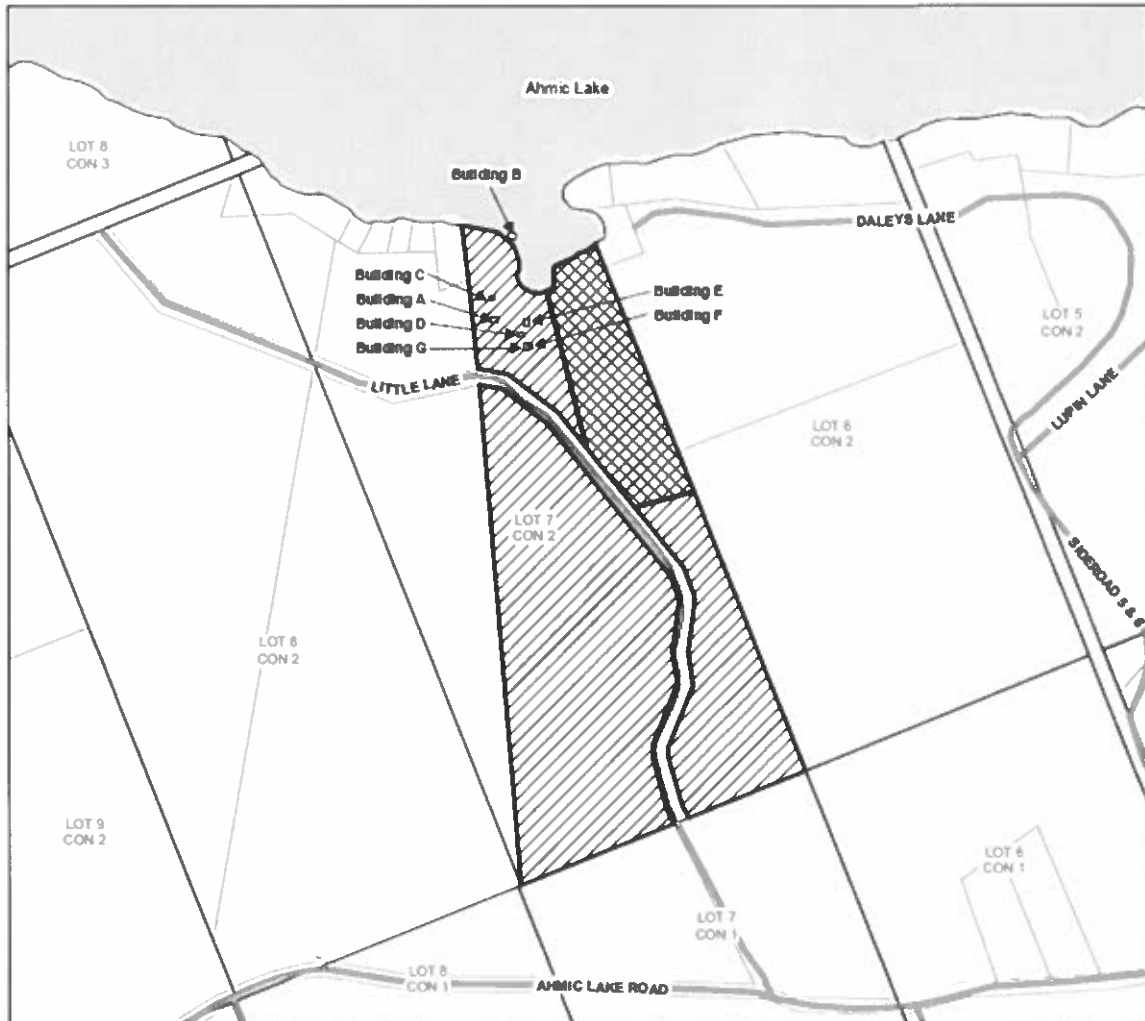 Ahmic Lake
LOT 8
CON 3
Building B
DALEYS LANE
Building C
Building A
Building D
Building G
Building E
Building F
LOT 5
CON 2
LITTLE LANE
LUPIN LANE
LOT 6
CON 2
LOT 7
CON 2
SIDEROAD 5 & 6
LOT 8
CON 2
LOT 9
CON 2
LOT 6
CON 1
LOT 7
CON 1
LOT 8
CON 1
AHMIC LAKE ROAD